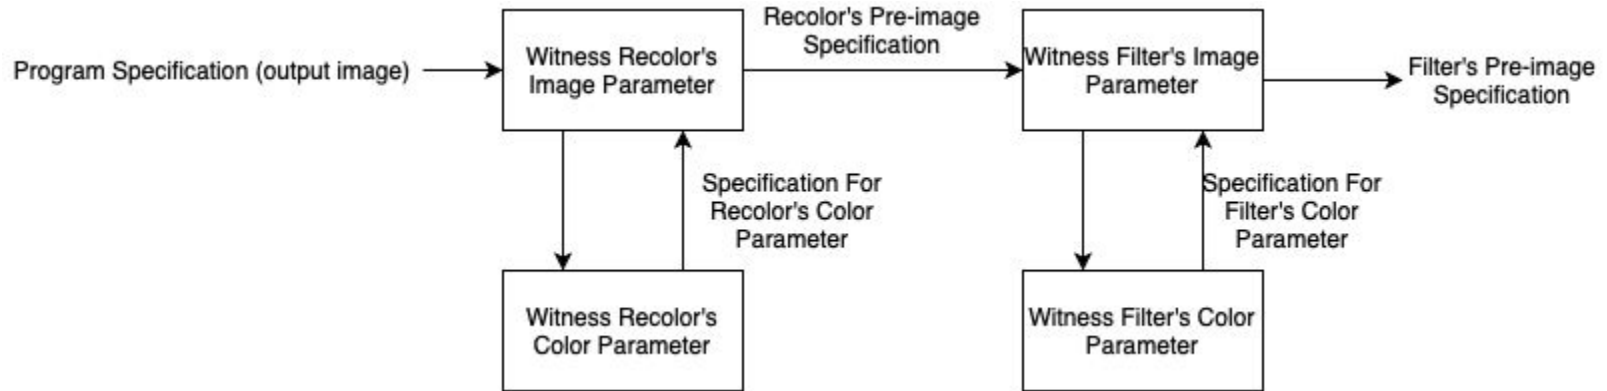 Program Specification (output image)
Witness Recolor's
Image Parameter
Recolor's Pre-image
Specification
Witness Filter's Image
Parameter
Filter's Pre-image
Specification
Specification For
Recolor's Color
Parameter
Specification For
Filter's Color
Parameter
Witness Recolor's
Color Parameter
Witness Filter's Color
Parameter